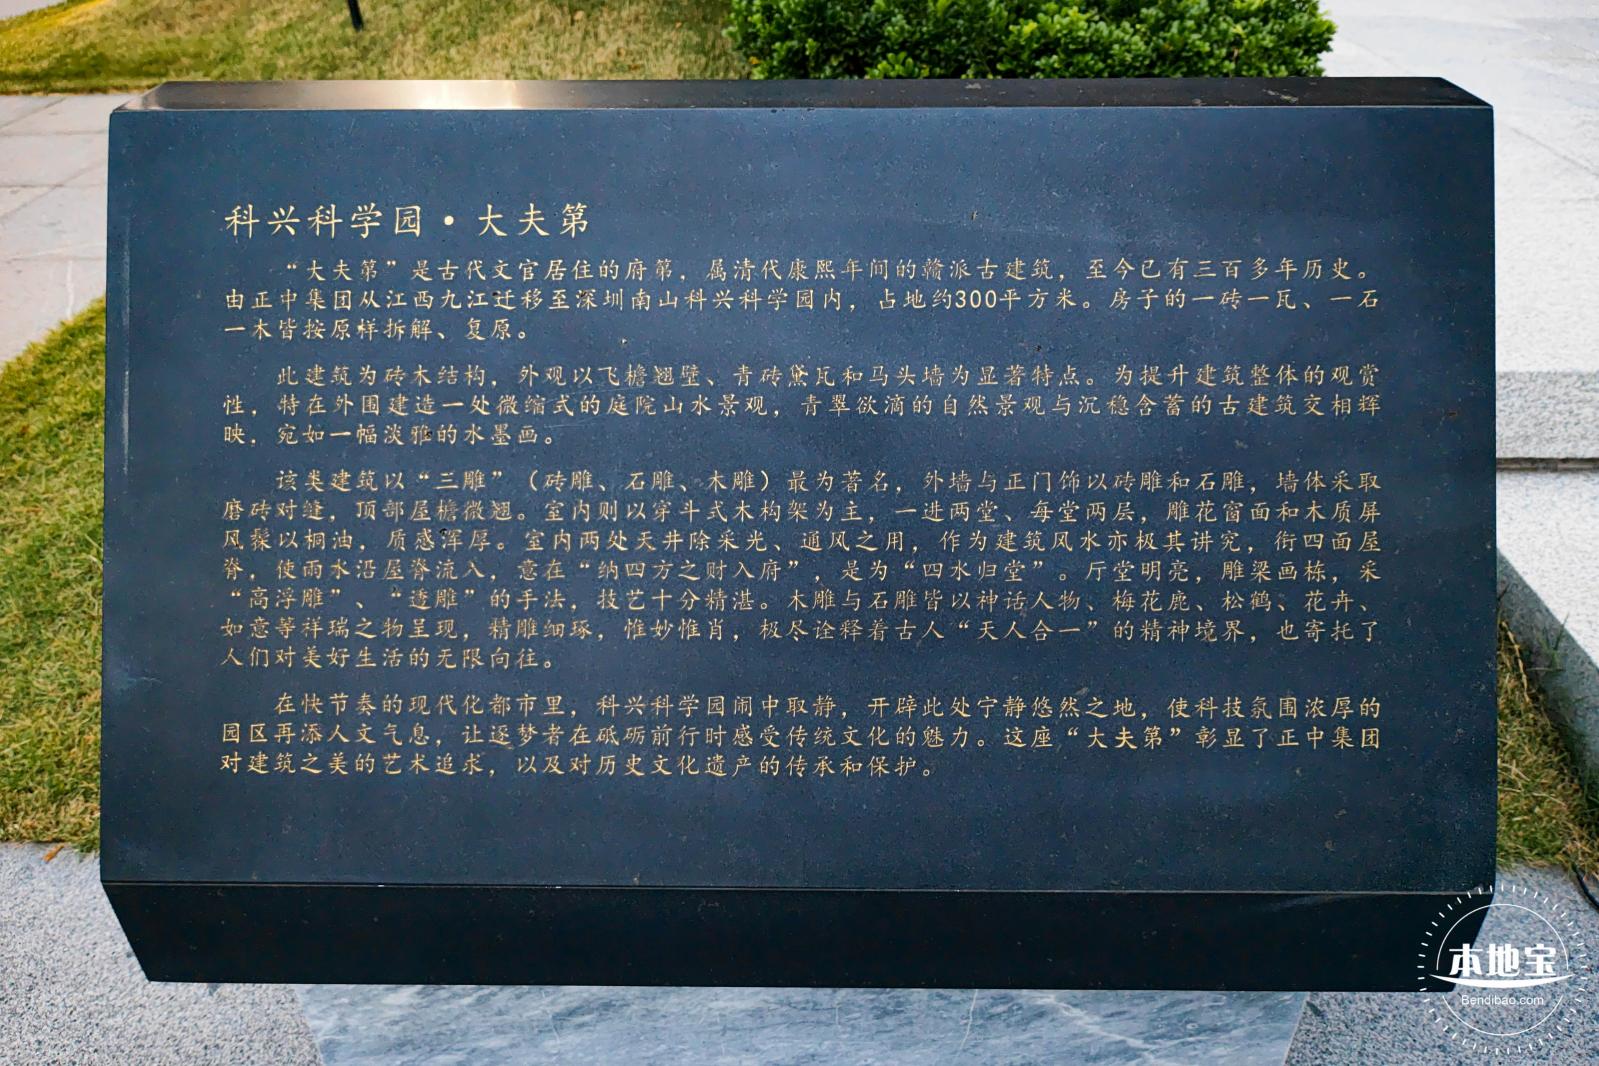 科兴科学园·大夫第
“大夫第”是古代文官居住的府第，属清代康熙年间的赣派古建筑，至今已有三百多年历史。
由正中集团从江西九江迁移至深圳南山科兴科学园内，占地约300平方米。房子的一砖一瓦、一石
一木皆按原样拆解、复原。
此建筑为砖木结构，外观以飞檐翘壁、青砖黛瓦和马头墙为显著特点。为提升建筑整体的观赏
性，特在外围建造一处微缩式的庭院山水景观，青翠欲滴的自然景观与沉稳含蓄的古建筑交相辉
映，宛如一幅淡雅的水墨画。
该类建筑以“三雕”（砖雕、石雕、木雕）最为著名，外墙与正门饰以砖雕和石雕，墙体采取
磨砖对缝，顶部屋檐微翘。室内则以穿斗式木构架为主，一进两堂、每堂两层，雕花窗面和木质屏
风髹以桐油，质感浑厚。室内两处天井除采光、通风之用，作为建筑风水亦极其讲究，衔四面屋
脊，使雨水沿屋脊流入，意在“纳四方之财入府”，是为“四水归堂”。厅堂明亮，雕梁画栋，采
“高浮雕”、“透雕”的手法，技艺十分精湛。木雕与石雕皆以神话人物、梅花鹿、松鹤、花卉、
如意等祥瑞之物呈现，精雕细琢，惟妙惟肖，极尽诠释着古人“天人合一”的精神境界，也寄托了
人们对美好生活的无限向往。
在快节奏的现代化都市里，科兴科学园闹中取静，开辟此处宁静悠然之地，使科技氛围浓厚的
园区再添人文气息，让逐梦者在砥砺前行时感受传统文化的魅力。这座“大夫第”彰显了正中集团
对建筑之美的艺术追求，以及对历史文化遗产的传承和保护。
本地宝
Bendibao.com